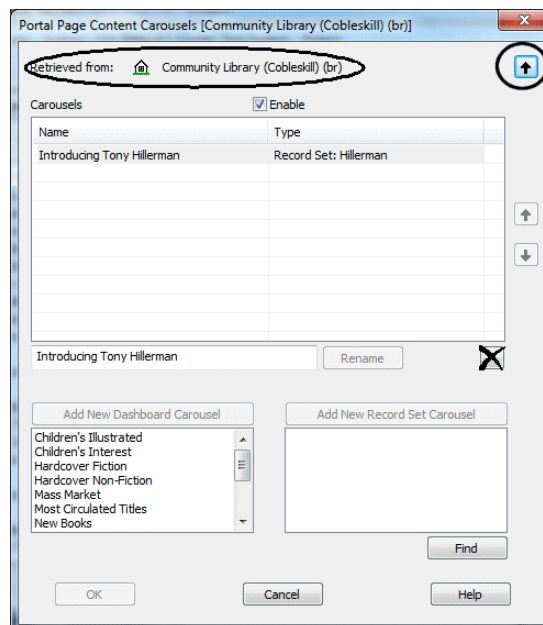 Portal Page Content Carousels [Community Library (Cobleskill) (br)]
Retrieved from: Community Library (Cobleskill) (br)
Carousels Enable
Name Type
Introducing Tony Hillerman Record Set: Hillerman
Introducing Tony Hillerman Rename
Add New Dashboard Carousel Add New Record Set Carousel
Children's Illustrated
Children's Interest
Hardcover Fiction
Hardcover Non-Fiction
Mass Market
Most Circulated Titles
New Books
Find
OK Cancel Help